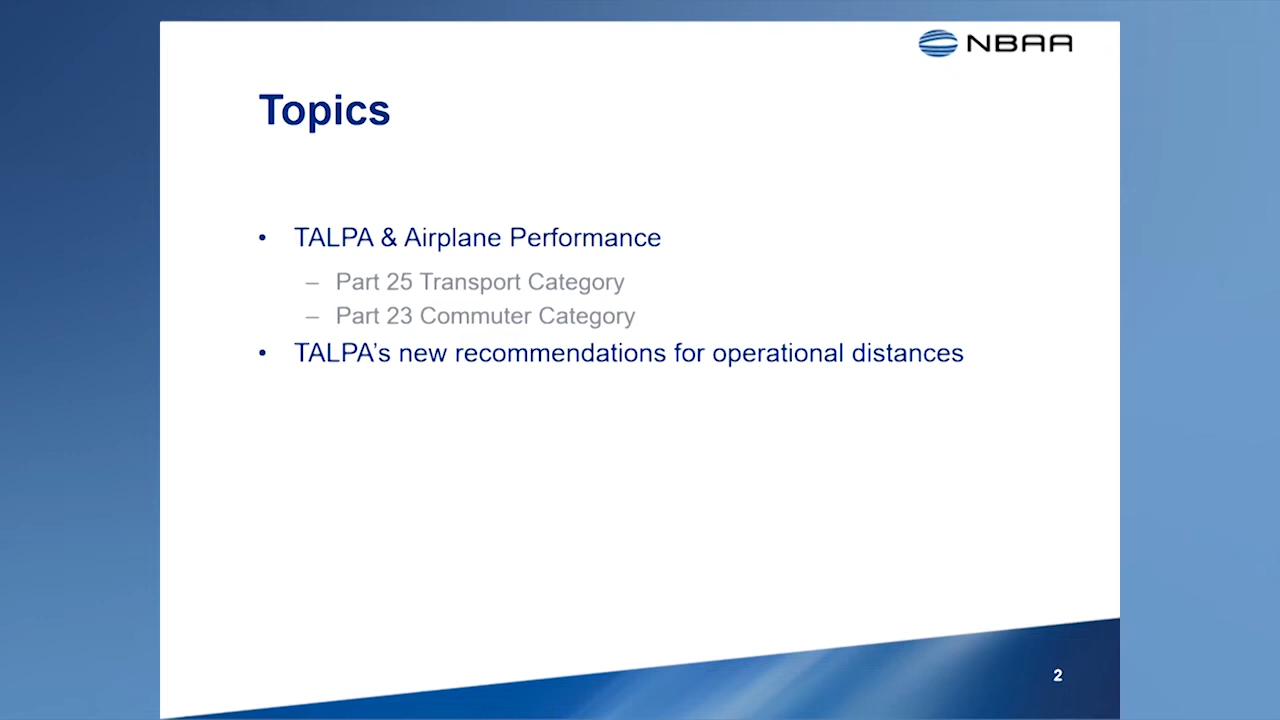 NBAA
Topics
• TALPA & Airplane Performance
– Part 25 Transport Category
– Part 23 Commuter Category
• TALPA’s new recommendations for operational distances
2